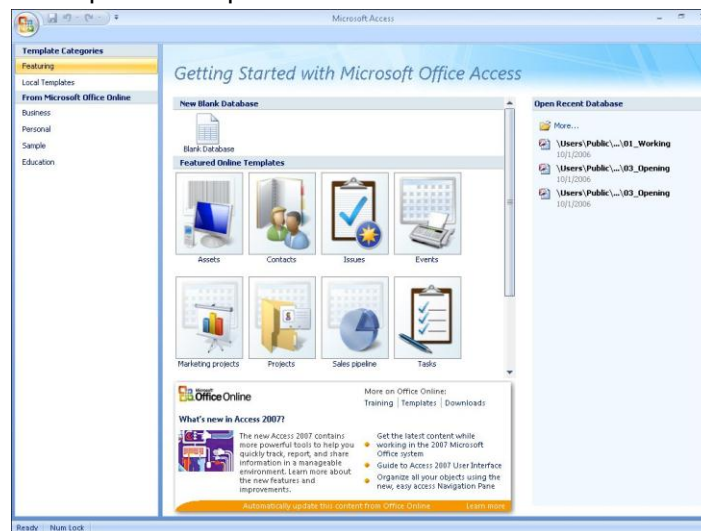 Microsoft Access
Template Categories
Featuring
Local Templates
From Microsoft Office Online
Business
Personal
Sample
Education
Getting Started with Microsoft Office Access
New Blank Database
Blank Database
Featured Online Templates
Assets
Contacts
Issues
Events
Marketing projects
Projects
Sales pipeline
Tasks
Microsoft
Office Online
More on Office Online:
Training | Templates | Downloads
What's new in Access 2007?
The new Access 2007 contains
more powerful tools to help you
quickly track, report, and share
information in a manageable
environment. Learn more about
the new features and
improvements.
Get the latest content while
working in the 2007 Microsoft
Office system
Guide to Access 2007 User Interface
Organize all your objects using the
new, easy access Navigation Pane
Automatically update this content from Office Online
Learn more
Open Recent Database
More...
\Users\Public\...\01_Working
10/1/2006
\Users\Public\...\03_Opening
10/1/2006
\Users\Public\...\03_Opening
10/1/2006
Ready Num Lock